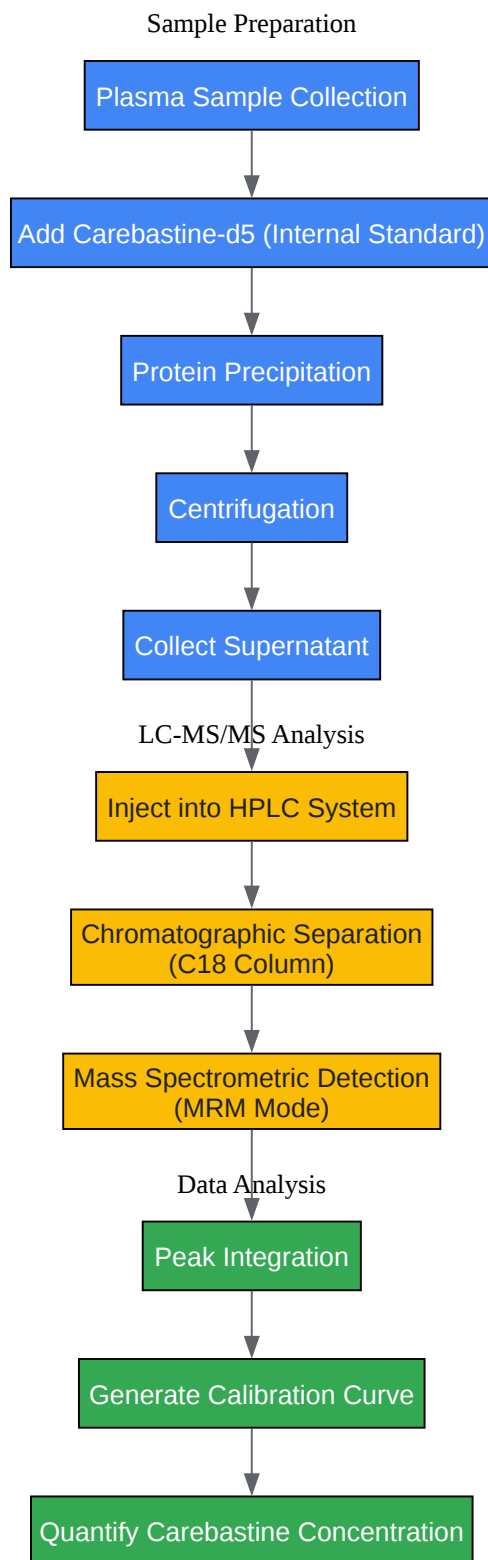 Sample Preparation
Plasma Sample Collection
Add Carebastine-d5 (Internal Standard)
Protein Precipitation
Centrifugation
Collect Supernatant
LC-MS/MS Analysis
Inject into HPLC System
Chromatographic Separation
(C18 Column)
Mass Spectrometric Detection
(MRM Mode)
Data Analysis
Peak Integration
Generate Calibration Curve
Quantify Carebastine Concentration